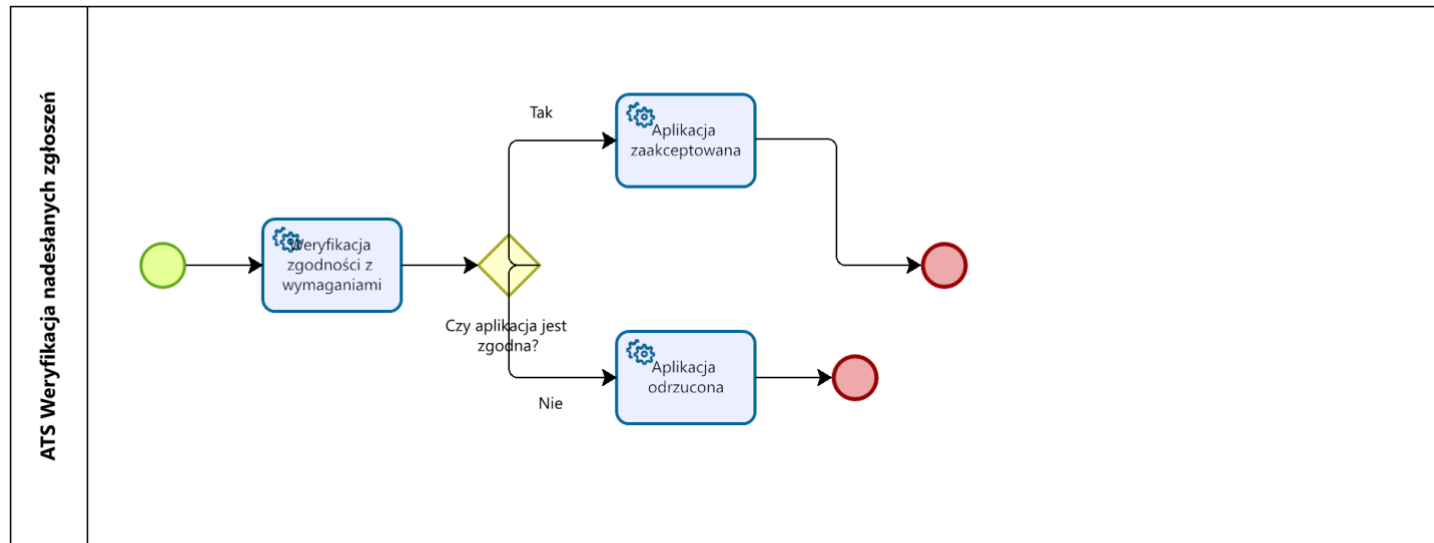 ATS Weryfikacja nadesłanych zgłoszeń
Weryfikacja
zgodności z
wymaganiami
Czy aplikacja jest
zgodna?
Tak
Aplikacja
zaakceptowana
Nie
Aplikacja
odrzucona